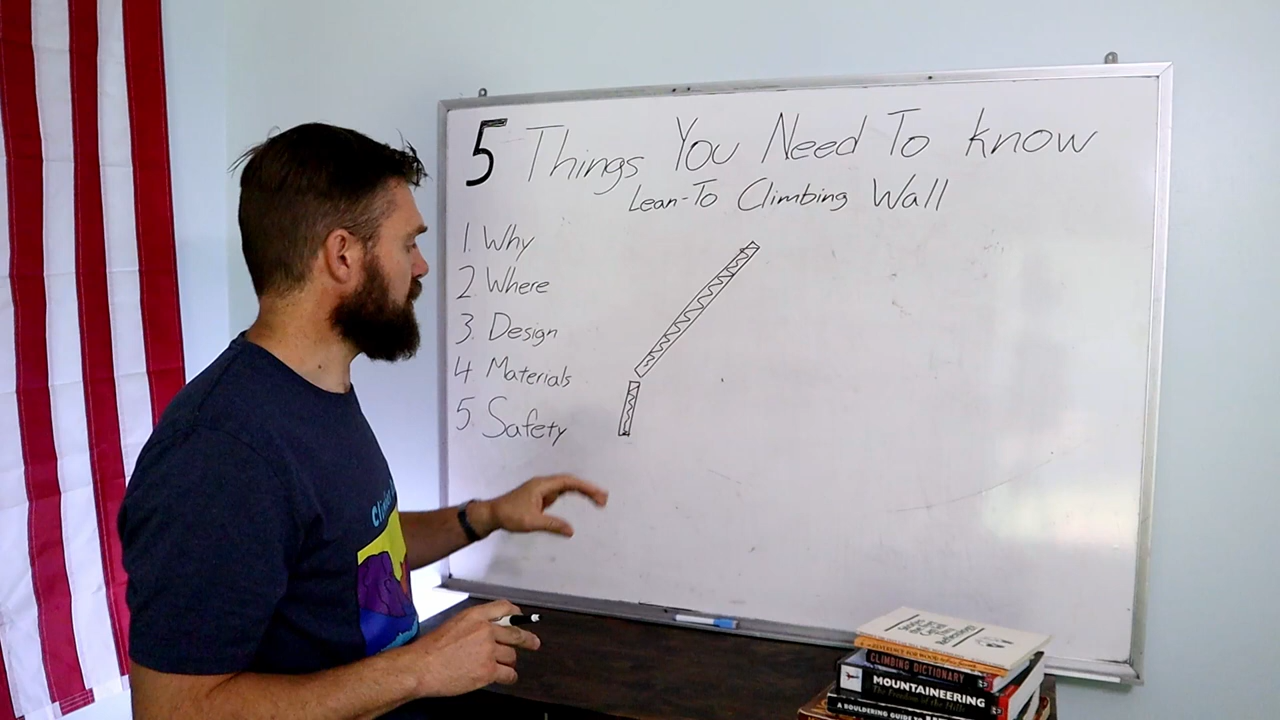 5 Things You Need To know
Lean-To Climbing Wall
1. Why
2. Where
3. Design
4 Materials
5. Safety
CLIMBING DICTIONARY
MOUNTAINEERING
The Freedom of the Hills
A BOULDERING GUIDE TO